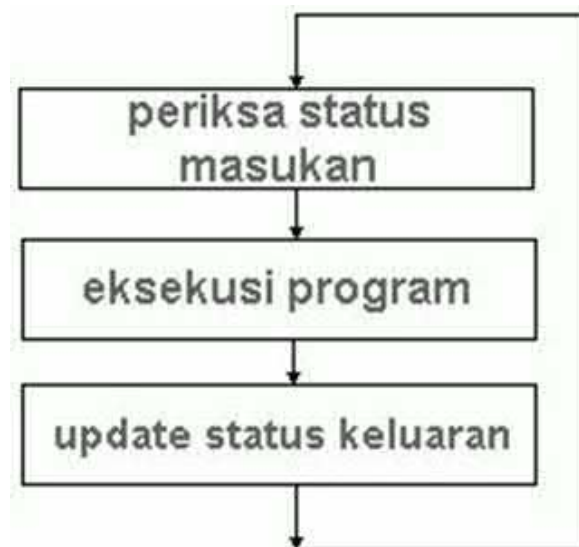 periksa status
masukan
eksekusi program
update status keluaran